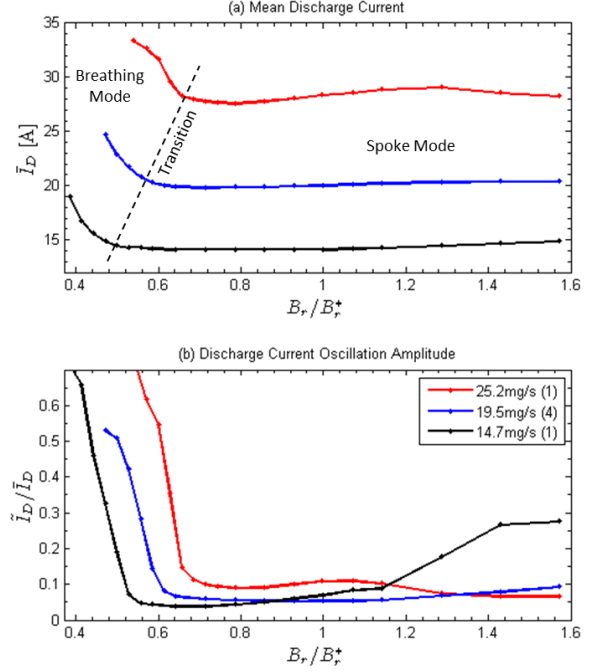 (a) Mean Discharge Current
35
30
25
20
15
Ī_D [A]
Breathing
Mode
Transition
Spoke Mode
0.4 0.6 0.8 1 1.2 1.4 1.6
B_r/B_r^+
(b) Discharge Current Oscillation Amplitude
0.6
0.5
0.4
0.3
0.2
0.1
0
Ĩ_D/Ī_D
25.2mg/s (1)
19.5mg/s (4)
14.7mg/s (1)
0.4 0.6 0.8 1 1.2 1.4 1.6
B_r/B_r^+